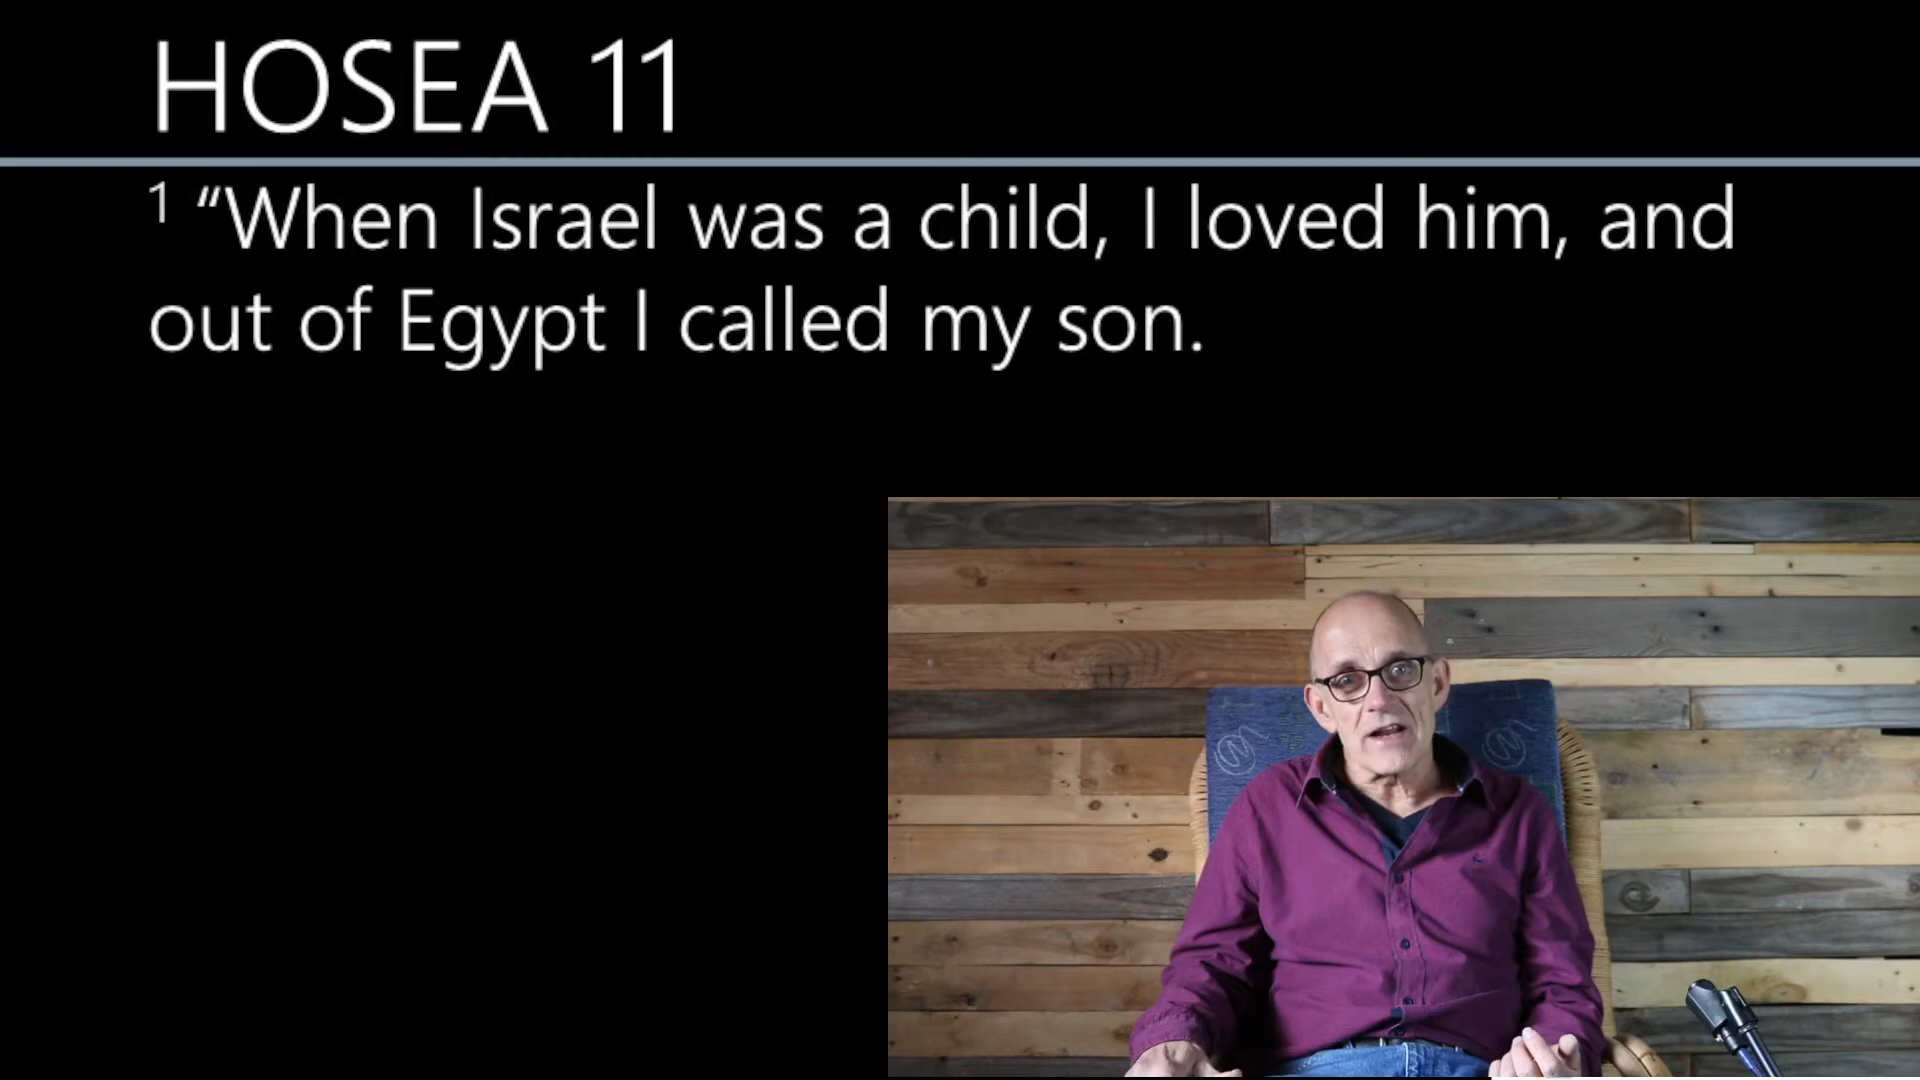 HOSEA 11
1 “When Israel was a child, I loved him, and
out of Egypt I called my son.